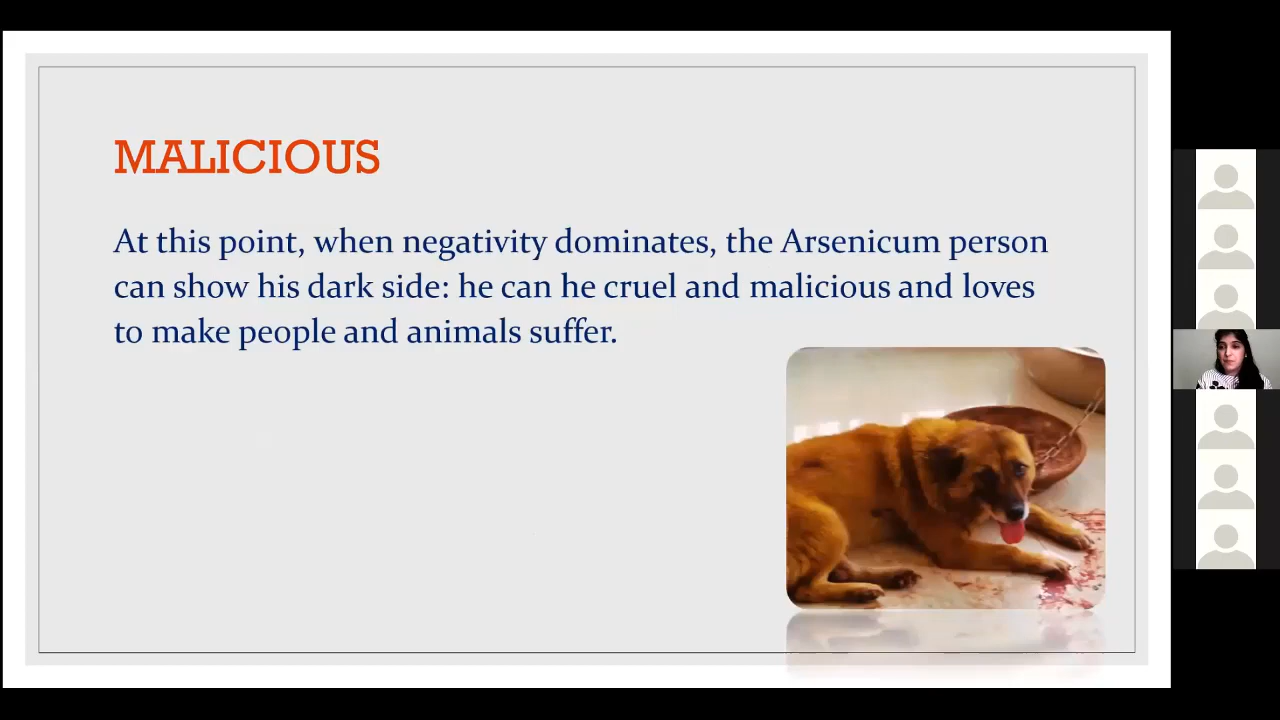 MALICIOUS
At this point, when negativity dominates, the Arsenicum person
can show his dark side: he can he cruel and malicious and loves
to make people and animals suffer.